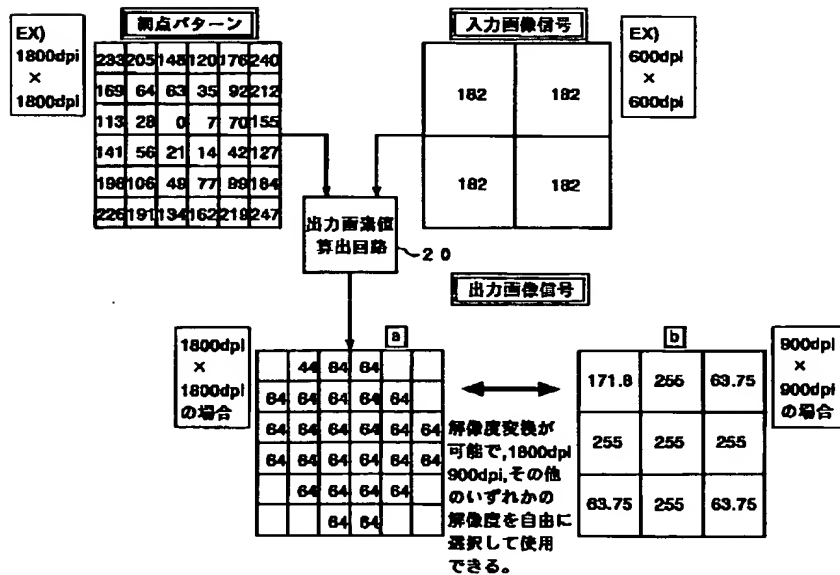 網点パターン
EX)
1800dpi
×
1800dpi
233 205 148 120 176 240
169 64 63 35 92 212
113 28 0 7 70 155
141 56 21 14 42 127
198 106 49 77 99 184
226 191 134 162 219 247
入力画像信号
182 182
182 182
EX)
600dpi
×
600dpi
出力画素値
算出回路
20
出力画像信号
1800dpi
×
1800dpi
の場合
a
44 64 64
64 64 64 64 64
64 64 64 64 64 64
64 64 64 64 64 64
64 64 64 64
64 64
解像度変換が
可能で,1800dpi
900dpi,その他
のいずれかの
解像度を自由に
選択して使用
できる。
b
171.8 255 63.75
255 255 255
63.75 255 63.75
900dpi
×
900dpi
の場合